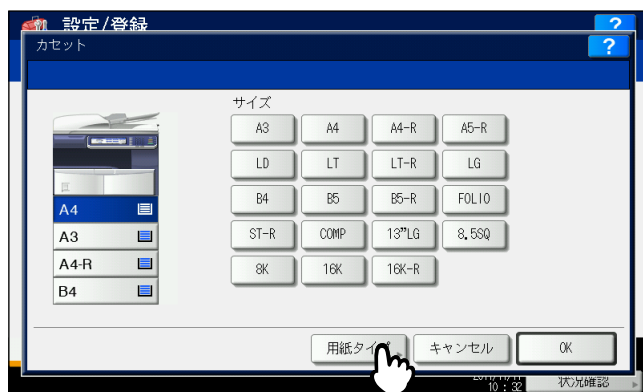 設定/登録
?
カセット
?
サイズ
A3 A4 A4-R A5-R
LD LT LT-R LG
B4 B5 B5-R FOLIO
ST-R COMP 13"LG 8.5SQ
8K 16K 16K-R
A4
A3
A4-R
B4
用紙タ キャンセル OK
10:32
状況確認